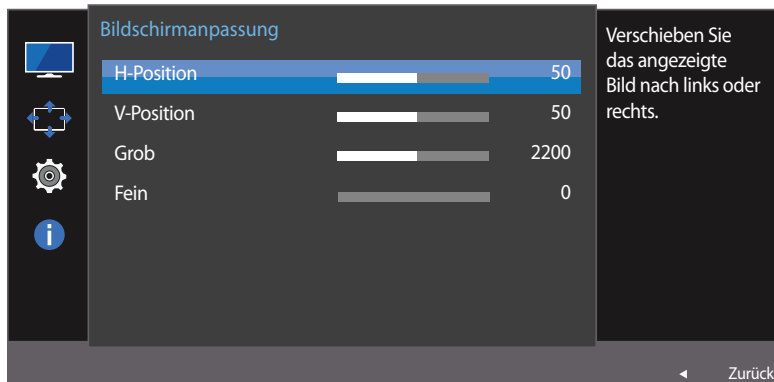 Bildschirmanpassung
H-Position 50
V-Position 50
Grob 2200
Fein 0
Verschieben Sie
das angezeigte
Bild nach links oder
rechts.
Zurück